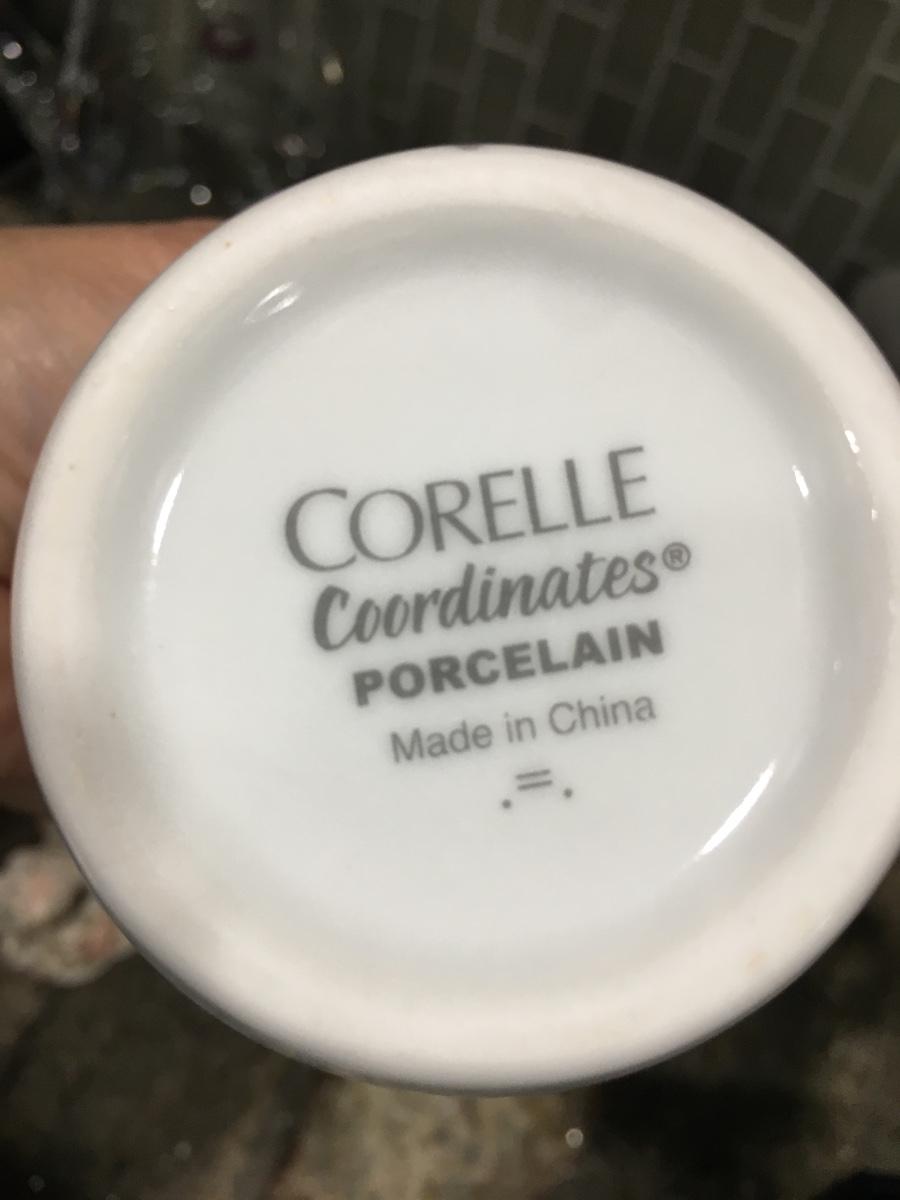 CORELLE
Coordinates®
PORCELAIN
Made in China
.=.